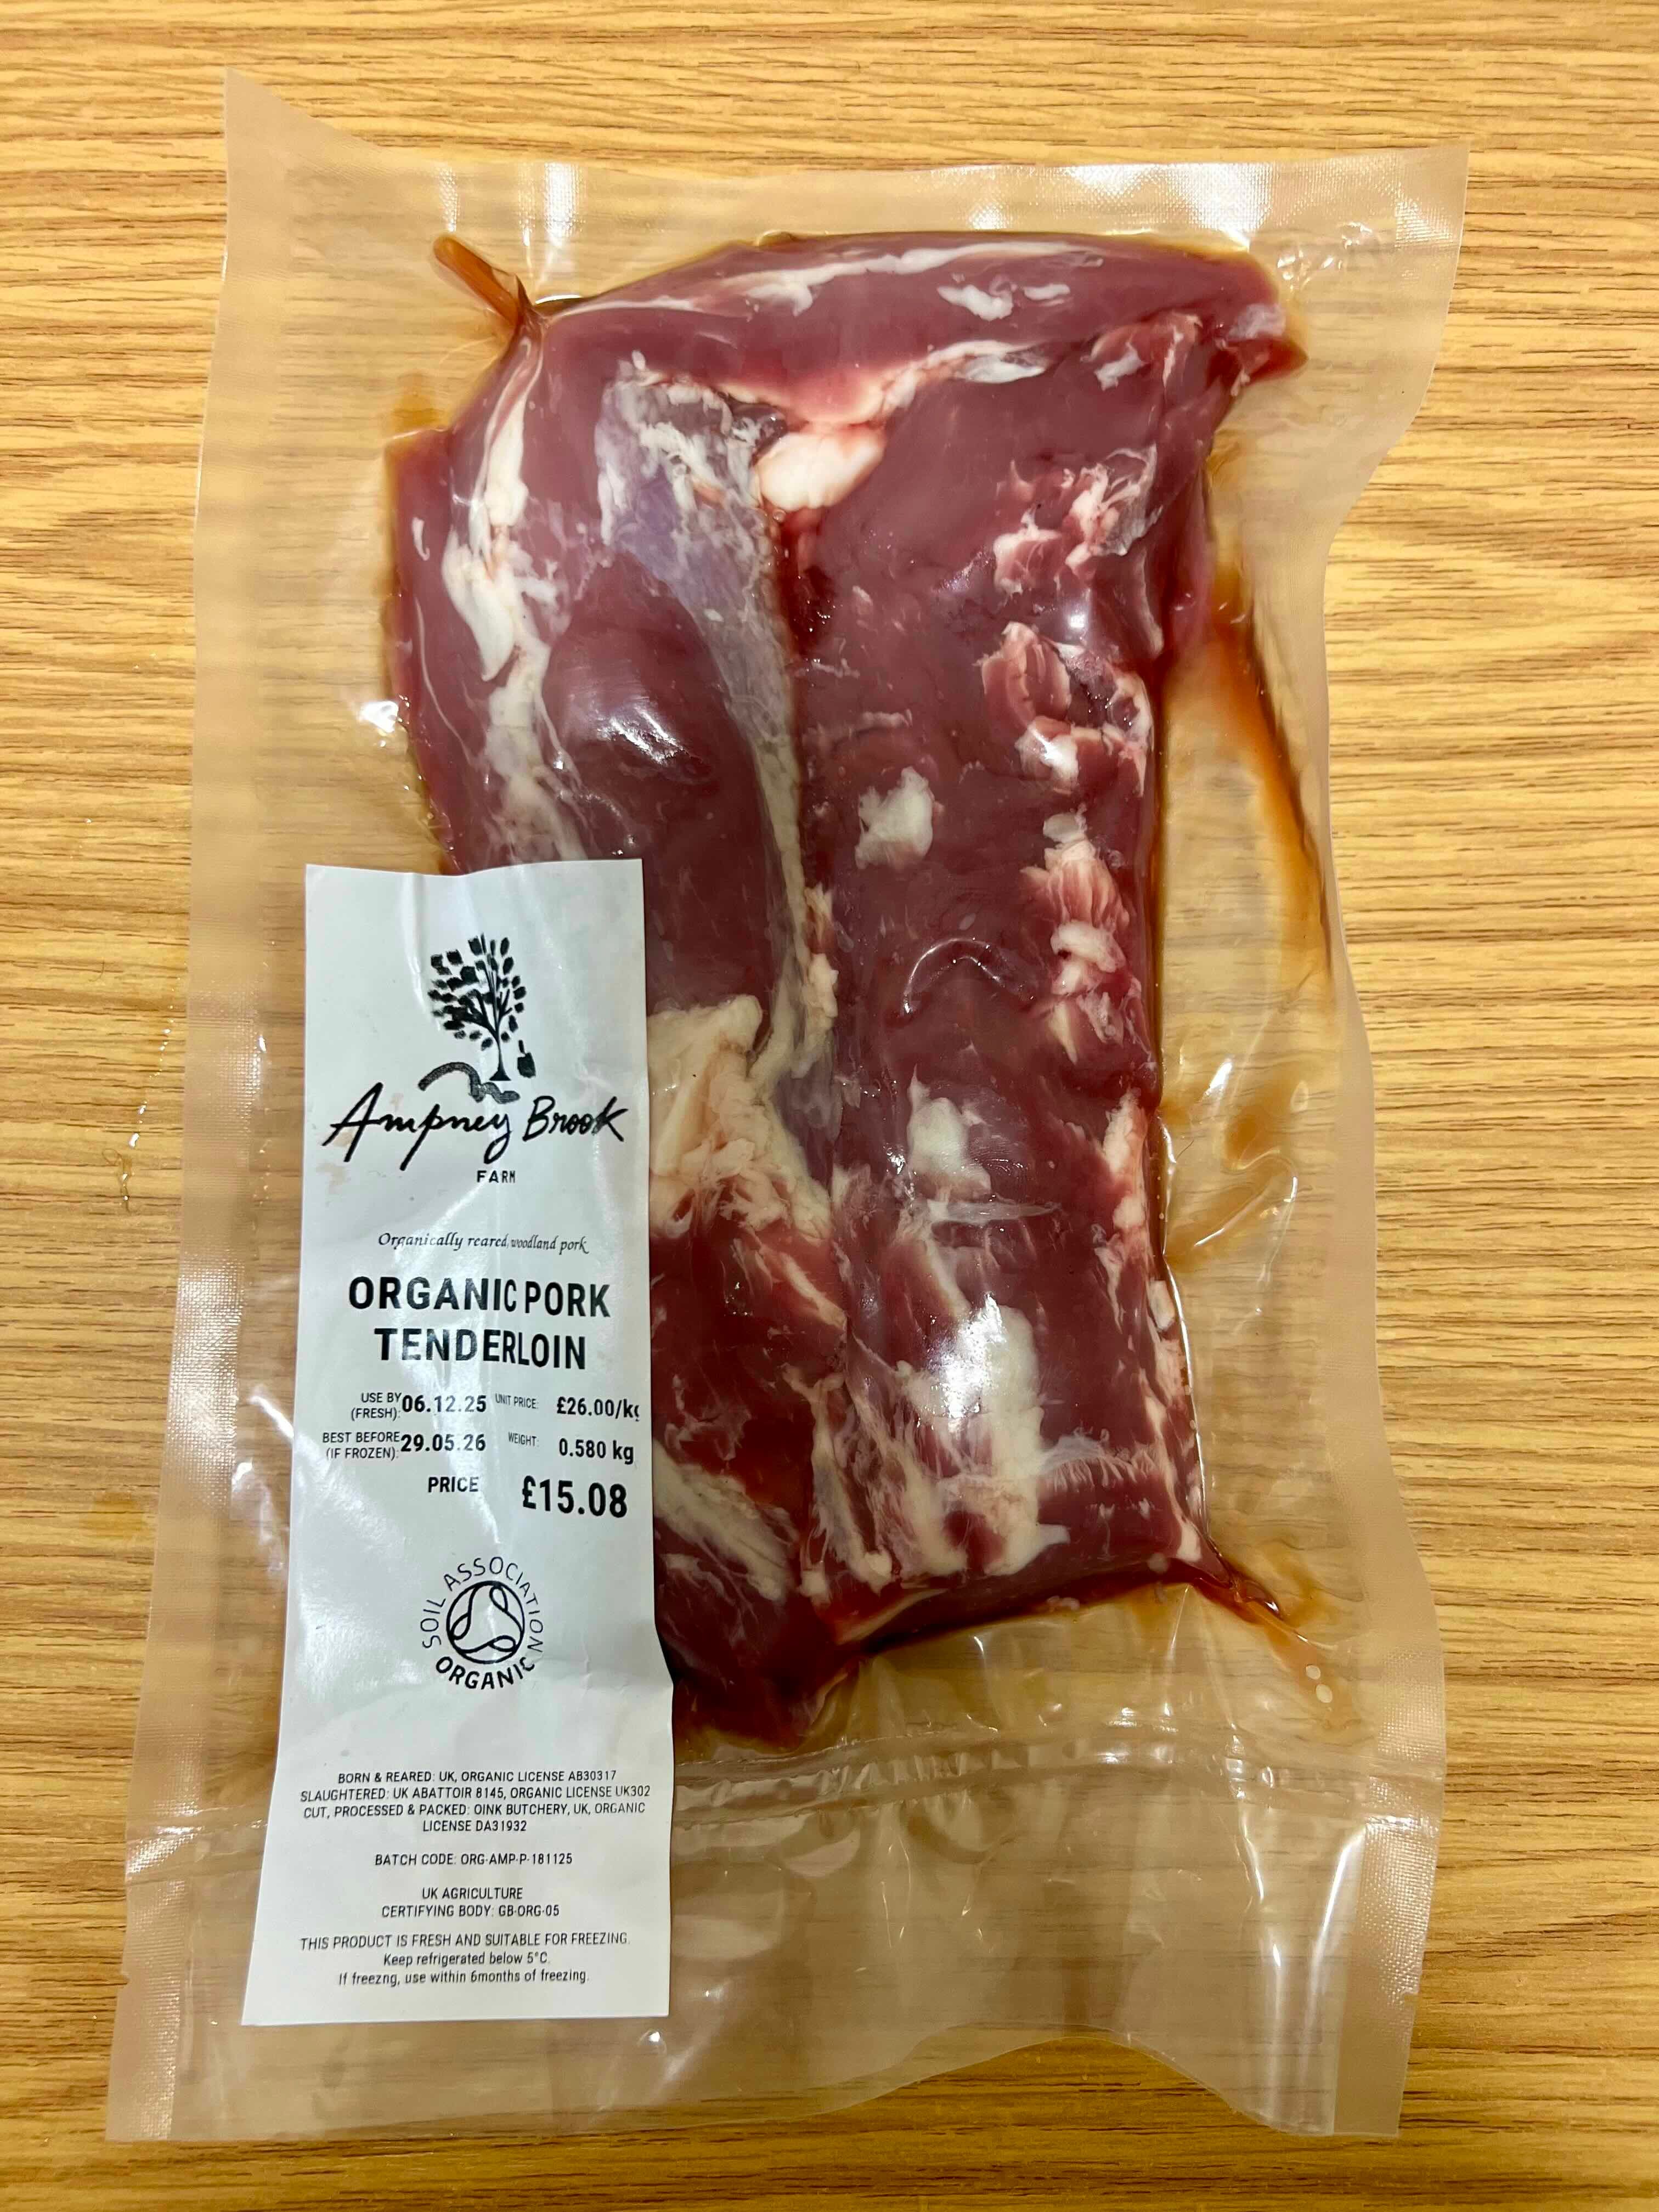 Ampney Brook
FARM
Organically reared, woodland pork
ORGANIC PORK
TENDERLOIN
USE BY (FRESH): 06.12.25 UNIT PRICE: £26.00/kg
BEST BEFORE (IF FROZEN): 29.05.26 WEIGHT: 0.580 kg
PRICE £15.08
SOIL ASSOCIATION
ORGANIC
BORN & REARED: UK, ORGANIC LICENSE AB30317
SLAUGHTERED: UK ABATTOIR 8145, ORGANIC LICENSE UK302
CUT, PROCESSED & PACKED: OINK BUTCHERY, UK, ORGANIC
LICENSE DA31932
BATCH CODE: ORG-AMP-P-181125
UK AGRICULTURE
CERTIFYING BODY: GB-ORG-05
THIS PRODUCT IS FRESH AND SUITABLE FOR FREEZING.
Keep refrigerated below 5°C.
If freezng, use within 6months of freezing.